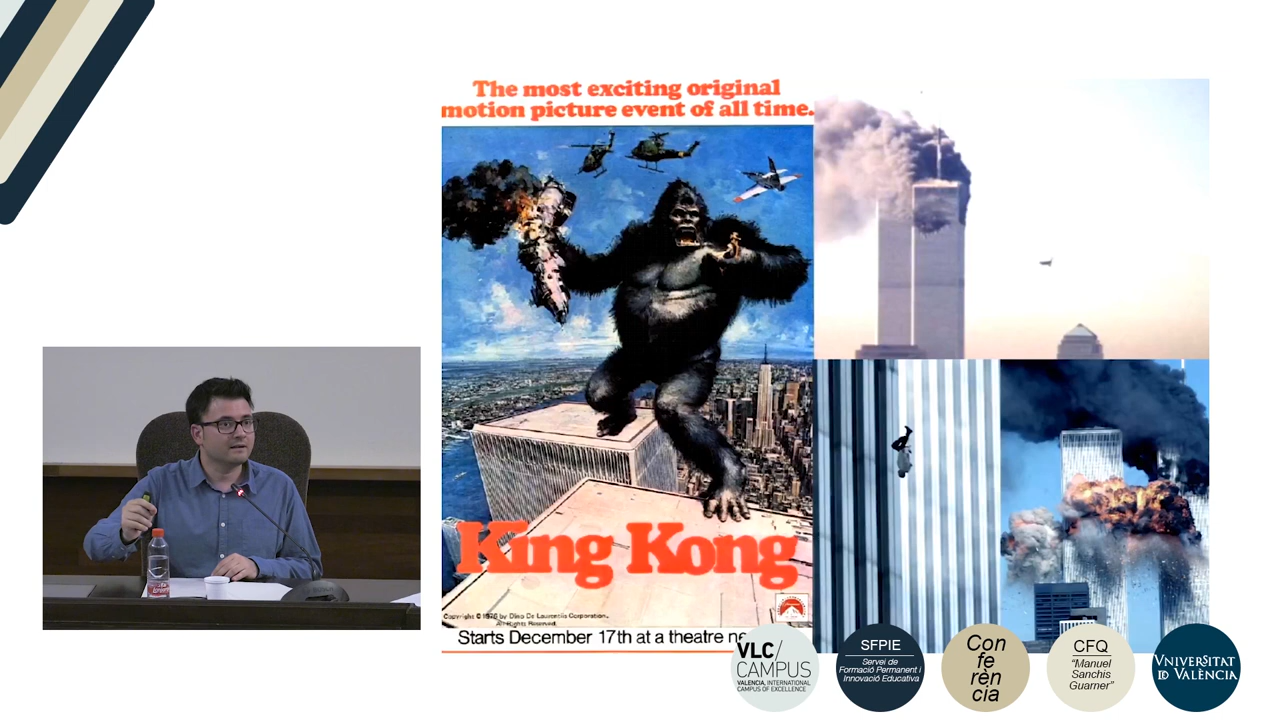 The most exciting original
motion picture event of all time.
King Kong
Copyright © 1976 by Dino De Laurentiis Corporation.
All Rights Reserved.
Starts December 17th at a theatre ne
VLC/
CAMPUS
VALENCIA, INTERNATIONAL
CAMPUS OF EXCELLENCE
SFPIE
Servei de
Formació Permanent i
Innovació Educativa
Con
fe
rèn
cia
CFQ
“Manuel
Sanchis
Guarner”
VNIVERSITAT
ID VALÈNCIA